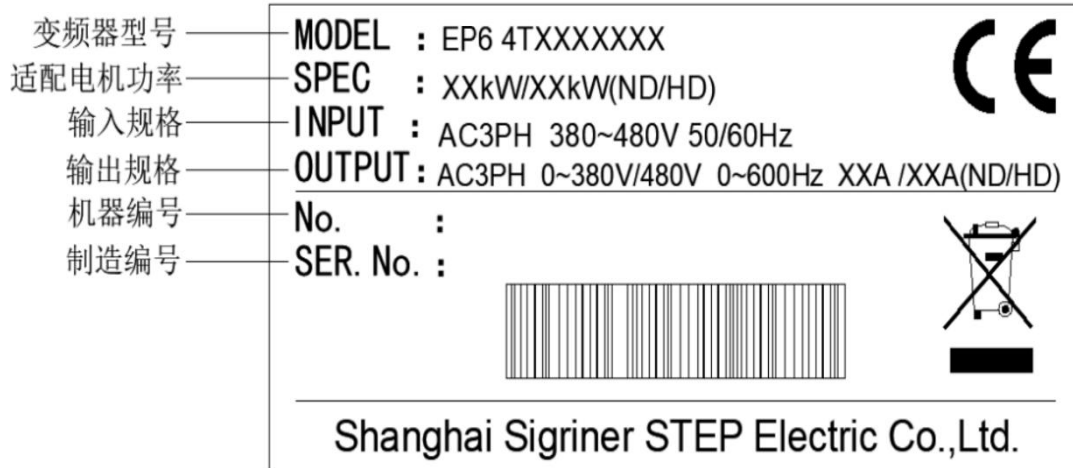 变频器型号 MODEL : EP6 4TXXXXXXX
适配电机功率 SPEC : XXkW/XXkW(ND/HD)
输入规格 INPUT : AC3PH 380~480V 50/60Hz
输出规格 OUTPUT : AC3PH 0~380V/480V 0~600Hz XXA /XXA(ND/HD)
机器编号 No. :
制造编号 SER. No. :
CE
Shanghai Sigriner STEP Electric Co.,Ltd.